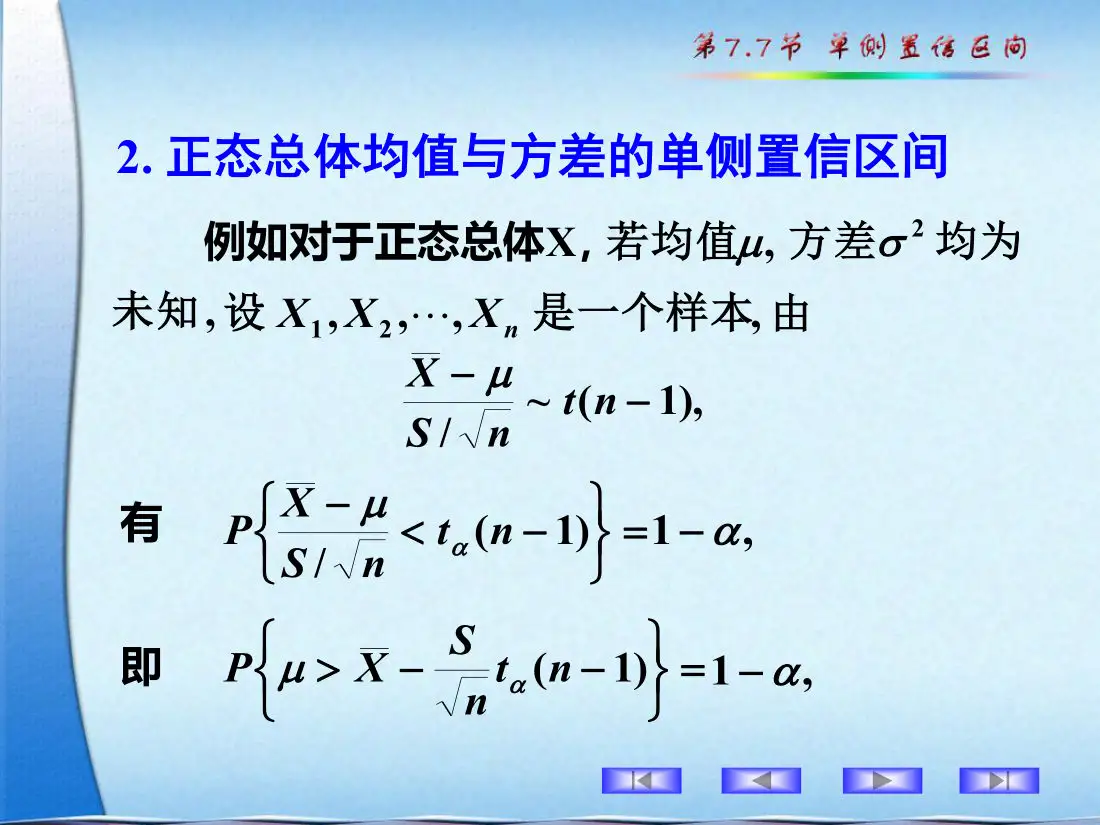 第7.7节 单侧置信区间
2. 正态总体均值与方差的单侧置信区间
例如对于正态总体X, 若均值μ, 方差σ² 均为
未知, 设 X₁, X₂, ⋯, Xₙ 是一个样本, 由
(X̅ − μ)/(S/√n) ~ t(n − 1),
有 P{(X̅ − μ)/(S/√n) < t_α(n − 1)} = 1 − α,
即 P{μ > X̅ − (S/√n) t_α(n − 1)} = 1 − α,